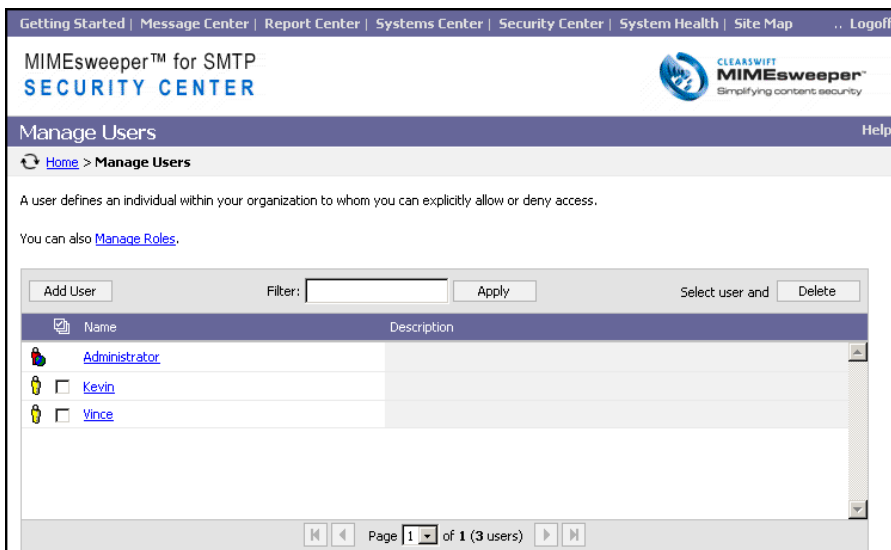 Getting Started | Message Center | Report Center | Systems Center | Security Center | System Health | Site Map .. Logoff
MIMEsweeper™ for SMTP
SECURITY CENTER
CLEARSWIFT
MIMEsweeper™
Simplifying content security
Manage Users Help
Home > Manage Users
A user defines an individual within your organization to whom you can explicitly allow or deny access.
You can also Manage Roles.
Add User Filter: Apply Select user and Delete
Name Description
Administrator
Kevin
Vince
Page 1 of 1 (3 users)